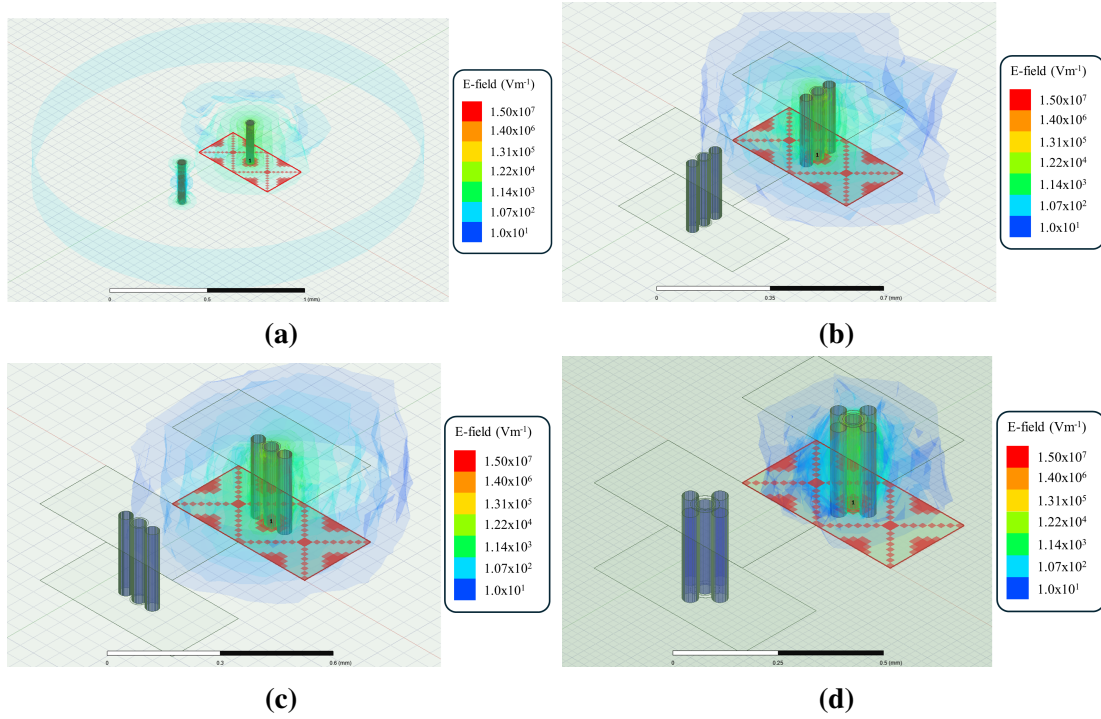 E-field (Vm⁻¹)
1.50x10⁷
1.40x10⁶
1.31x10⁵
1.22x10⁴
1.14x10³
1.07x10²
1.0x10¹
1
0
0.5
1 (mm)
(a)
E-field (Vm⁻¹)
1.50x10⁷
1.40x10⁶
1.31x10⁵
1.22x10⁴
1.14x10³
1.07x10²
1.0x10¹
1
0
0.35
0.7 (mm)
(b)
E-field (Vm⁻¹)
1.50x10⁷
1.40x10⁶
1.31x10⁵
1.22x10⁴
1.14x10³
1.07x10²
1.0x10¹
1
0
0.3
0.6 (mm)
(c)
E-field (Vm⁻¹)
1.50x10⁷
1.40x10⁶
1.31x10⁵
1.22x10⁴
1.14x10³
1.07x10²
1.0x10¹
1
0
0.25
0.5 (mm)
(d)